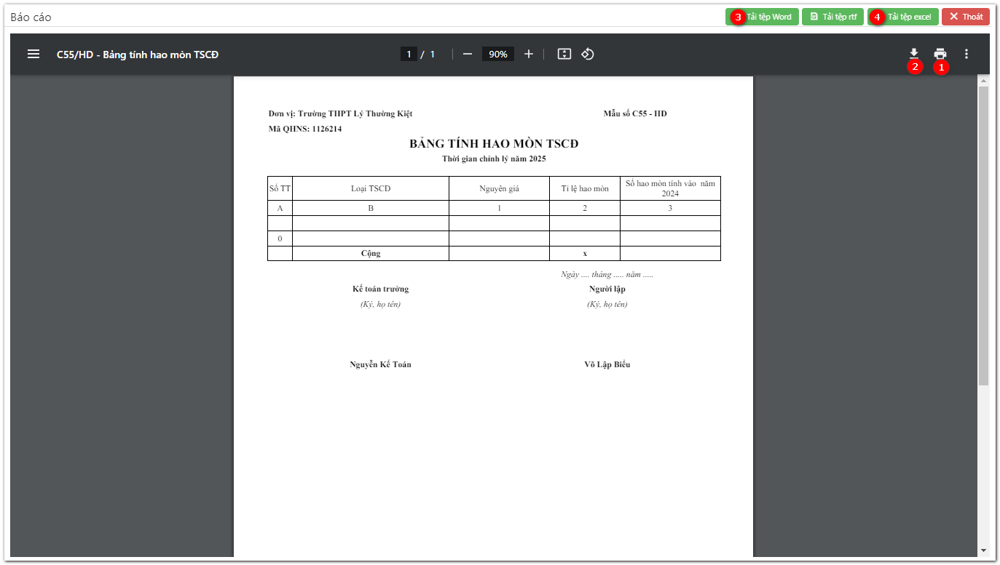 Báo cáo
3 Tải tệp Word
Tải tệp rtf
4 Tải tệp excel
Thoát
C55/HD - Bảng tính hao mòn TSCĐ
1 / 1
90%
2
1
Đơn vị: Trường THPT Lý Thường Kiệt
Mẫu số C55 - HD
Mã QHNS: 1126214
BẢNG TÍNH HAO MÒN TSCĐ
Thời gian chỉnh lý năm 2025
Số TT
Loại TSCĐ
Nguyên giá
Tỉ lệ hao mòn
Số hao mòn tính vào năm
2024
A
B
1
2
3
0
Cộng
x
Ngày .... tháng ..... năm .....
Kế toán trưởng
Người lập
(Ký, họ tên)
(Ký, họ tên)
Nguyễn Kế Toán
Võ Lập Biểu